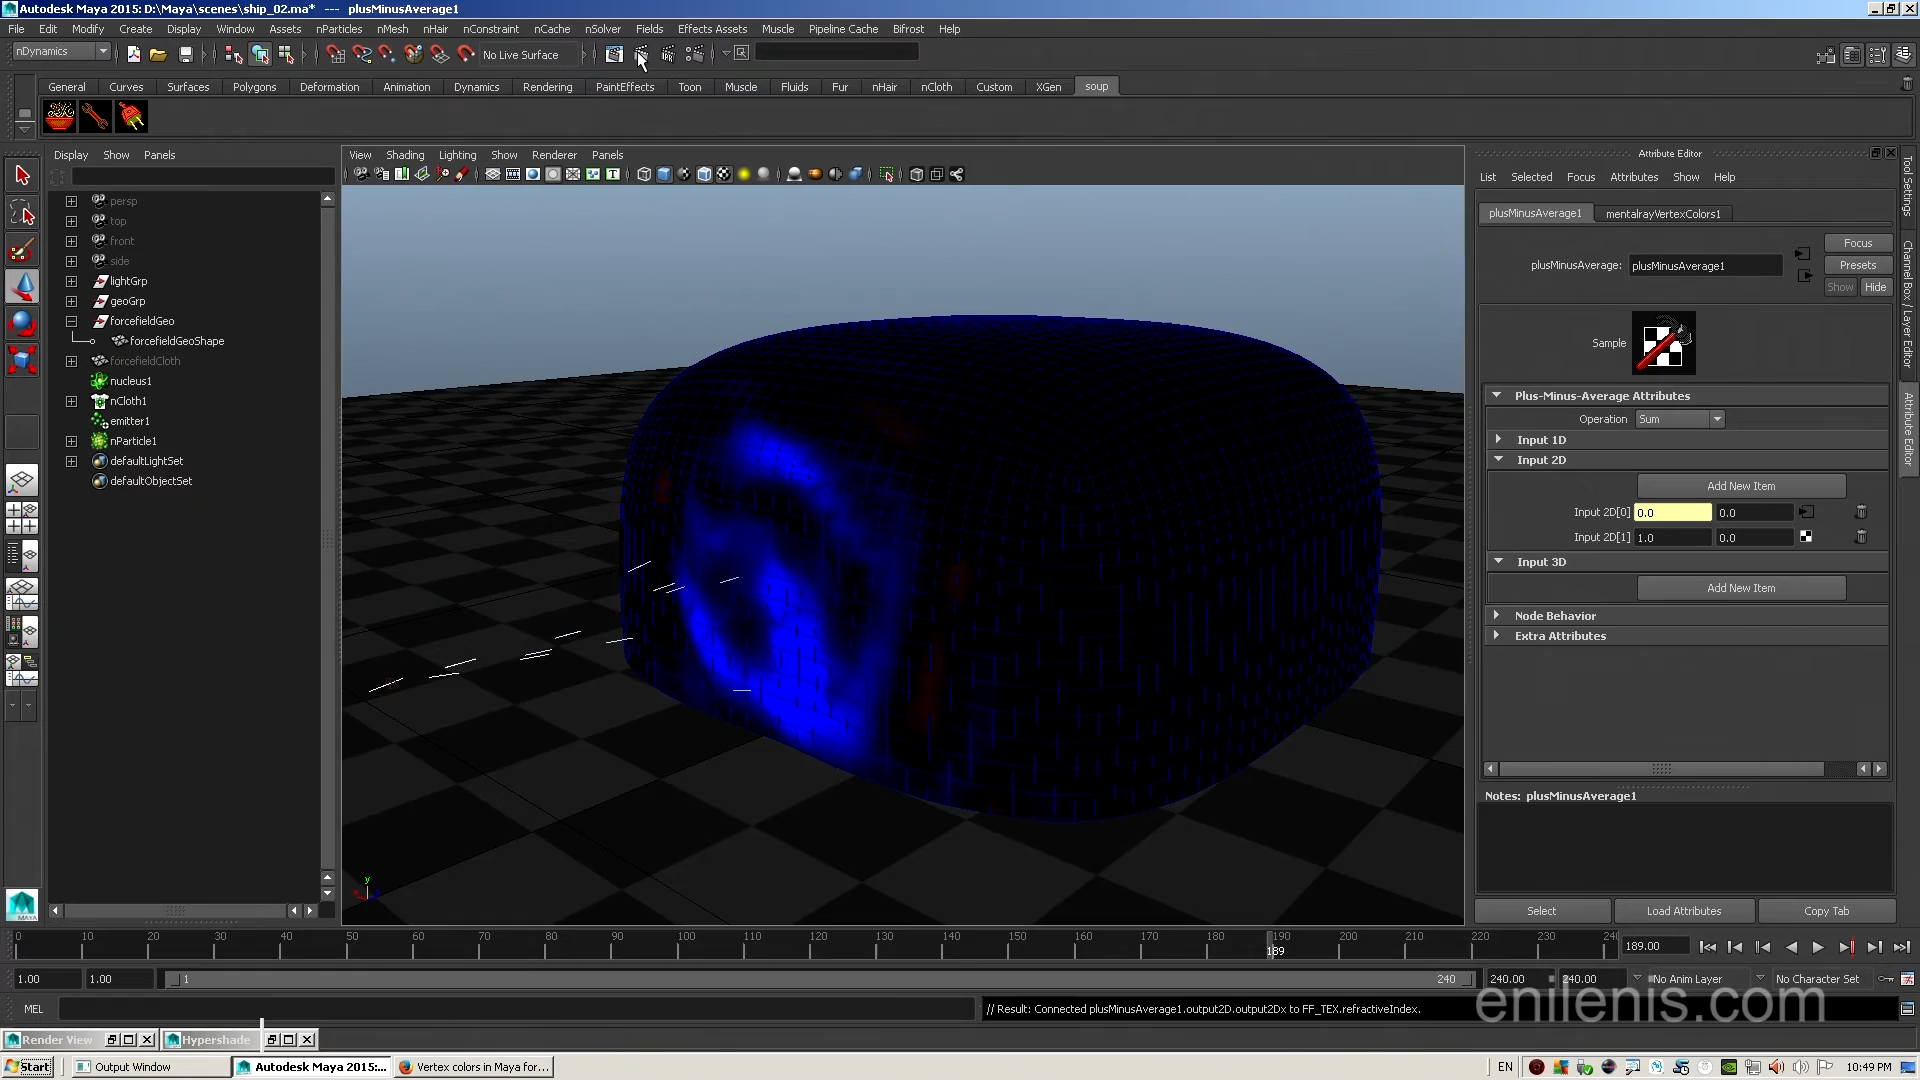 Autodesk Maya 2015: D:\Maya\scenes\ship_02.ma* --- plusMinusAverage1
File Edit Modify Create Display Window Assets nParticles nMesh nHair nConstraint nCache nSolver Fields Effects Assets Muscle Pipeline Cache Bifrost Help
nDynamics No Live Surface
General Curves Surfaces Polygons Deformation Animation Dynamics Rendering PaintEffects Toon Muscle Fluids Fur nHair nCloth Custom XGen soup
Display Show Panels
persp
top
front
side
lightGrp
geoGrp
forcefieldGeo
forcefieldGeoShape
forcefieldCloth
nucleus1
nCloth1
emitter1
nParticle1
defaultLightSet
defaultObjectSet
View Shading Lighting Show Renderer Panels
y
Attribute Editor
List Selected Focus Attributes Show Help
plusMinusAverage1 mentalrayVertexColors1
plusMinusAverage: plusMinusAverage1
Focus
Presets
Show Hide
Sample
Plus-Minus-Average Attributes
Operation Sum
Input 1D
Input 2D
Add New Item
Input 2D[0] 0.0 0.0
Input 2D[1] 1.0 0.0
Input 3D
Add New Item
Node Behavior
Extra Attributes
Notes: plusMinusAverage1
Select Load Attributes Copy Tab
Tool Settings
Channel Box / Layer Editor
Attribute Editor
MAYA
0 10 20 30 40 50 60 70 80 90 100 110 120 130 140 150 160 170 180 190 200 210 220 230 240
189
189.00
1.00 1.00 1 240 240.00 240.00 No Anim Layer No Character Set
MEL // Result: Connected plusMinusAverage1.output2D.output2Dx to FF_TEX.refractiveIndex.
enilenis.com
Render View Hypershade
Start Output Window Autodesk Maya 2015:... Vertex colors in Maya for... EN 10:49 PM